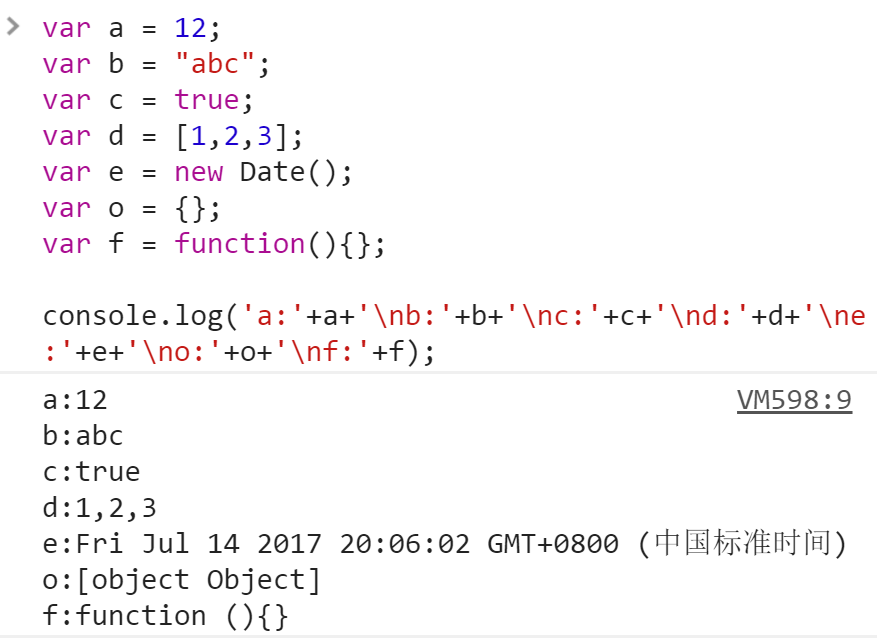 var a = 12;
var b = "abc";
var c = true;
var d = [1,2,3];
var e = new Date();
var o = {};
var f = function(){};
console.log('a:'+a+'\nb:'+b+'\nc:'+c+'\nd:'+d+'\ne
:'+e+'\no:'+o+'\nf:'+f);
a:12 VM598:9
b:abc
c:true
d:1,2,3
e:Fri Jul 14 2017 20:06:02 GMT+0800 (中国标准时间)
o:[object Object]
f:function (){}